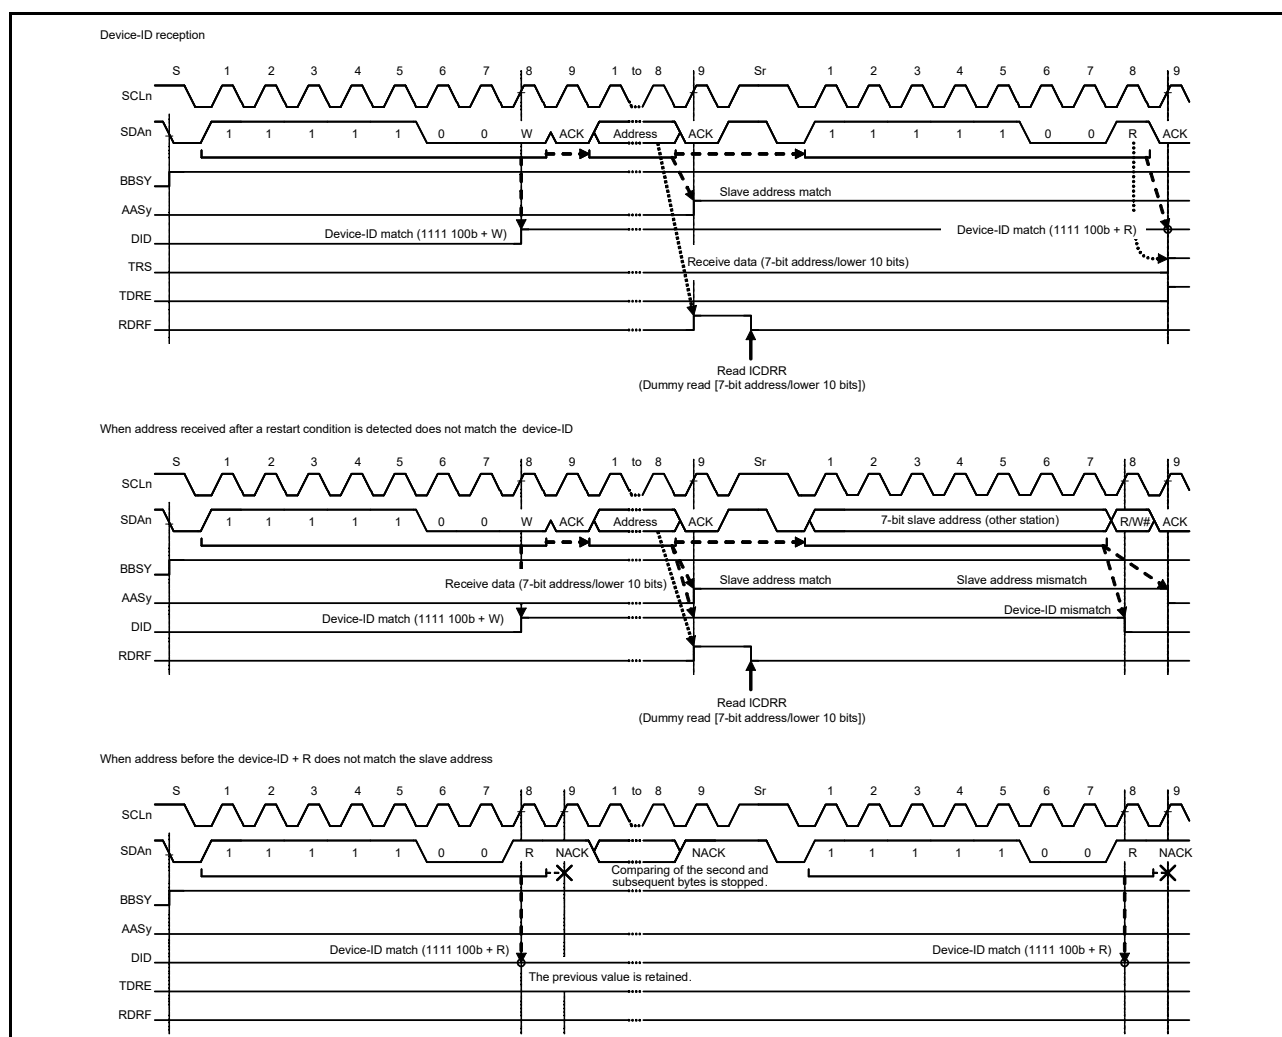 Device-ID reception
S 1 2 3 4 5 6 7 8 9 1 to 8 9 Sr 1 2 3 4 5 6 7 8 9
SCLn
SDAn 1 1 1 1 1 0 0 W ACK Address ACK 1 1 1 1 1 0 0 R ACK
BBSY
Slave address match
AASy
Device-ID match (1111 100b + W) Device-ID match (1111 100b + R)
DID
Receive data (7-bit address/lower 10 bits)
TRS
TDRE
RDRF
Read ICDRR
(Dummy read [7-bit address/lower 10 bits])
When address received after a restart condition is detected does not match the device-ID
S 1 2 3 4 5 6 7 8 9 1 to 8 9 Sr 1 2 3 4 5 6 7 8 9
SCLn
SDAn 1 1 1 1 1 0 0 W ACK Address ACK 7-bit slave address (other station) R/W# ACK
BBSY
Receive data (7-bit address/lower 10 bits) Slave address match Slave address mismatch
AASy
Device-ID match (1111 100b + W) Device-ID mismatch
DID
RDRF
Read ICDRR
(Dummy read [7-bit address/lower 10 bits])
When address before the device-ID + R does not match the slave address
S 1 2 3 4 5 6 7 8 9 1 to 8 9 Sr 1 2 3 4 5 6 7 8 9
SCLn
SDAn 1 1 1 1 1 0 0 R NACK NACK 1 1 1 1 1 0 0 R NACK
Comparing of the second and
subsequent bytes is stopped.
BBSY
AASy
Device-ID match (1111 100b + R) Device-ID match (1111 100b + R)
DID
The previous value is retained.
TDRE
RDRF